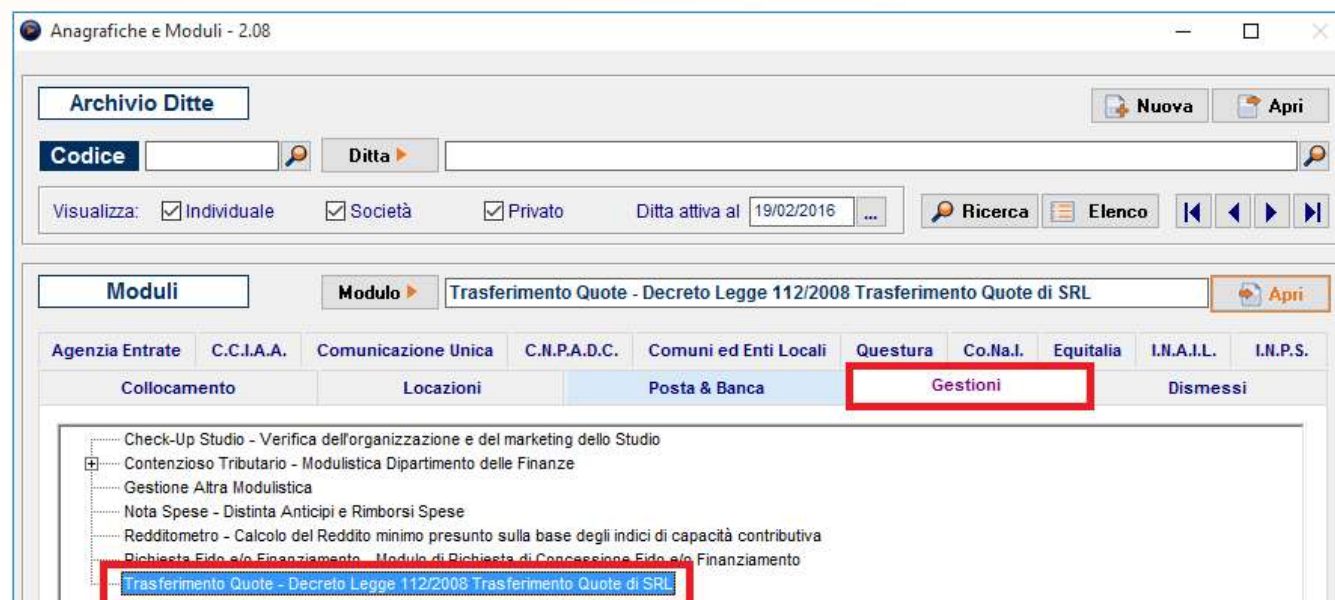 Anagrafiche e Moduli - 2.08
Archivio Ditte
Nuova Apri
Codice Ditta
Visualizza: Individuale Società Privato Ditta attiva al 19/02/2016 ... Ricerca Elenco
Moduli Modulo Trasferimento Quote - Decreto Legge 112/2008 Trasferimento Quote di SRL Apri
Agenzia Entrate C.C.I.A.A. Comunicazione Unica C.N.P.A.D.C. Comuni ed Enti Locali Questura Co.Na.I. Equitalia I.N.A.I.L. I.N.P.S.
Collocamento Locazioni Posta & Banca Gestioni Dismessi
Check-Up Studio - Verifica dell'organizzazione e del marketing dello Studio
Contenzioso Tributario - Modulistica Dipartimento delle Finanze
Gestione Altra Modulistica
Nota Spese - Distinta Anticipi e Rimborsi Spese
Redditometro - Calcolo del Reddito minimo presunto sulla base degli indici di capacità contributiva
Richiesta Fido e/o Finanziamento - Modulo di Richiesta di Concessione Fido e/o Finanziamento
Trasferimento Quote - Decreto Legge 112/2008 Trasferimento Quote di SRL